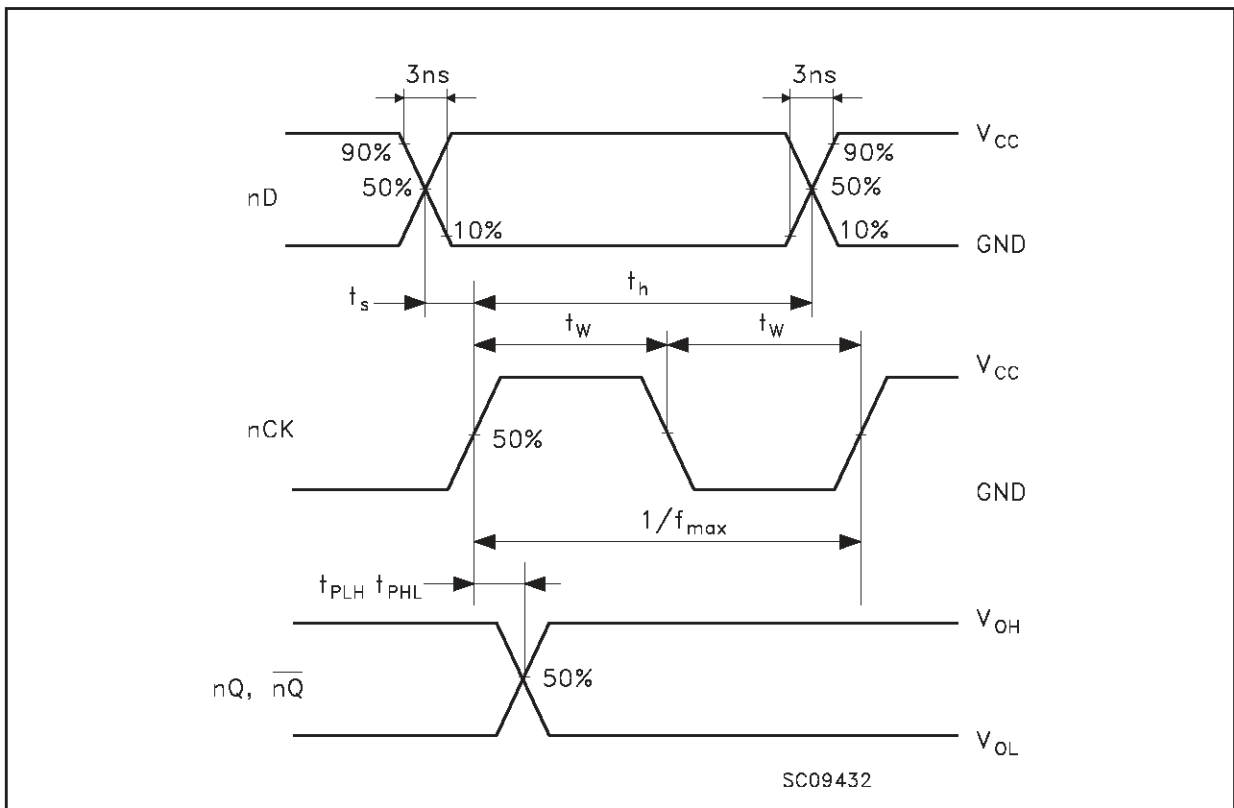 3ns 3ns
V_CC
90% 90%
50% 50%
nD
10% 10%
GND
t_s t_h
t_W t_W
V_CC
nCK
50%
GND
1/f_max
t_PLH t_PHL
V_OH
50%
nQ, n̅Q̅
V_OL
SC09432